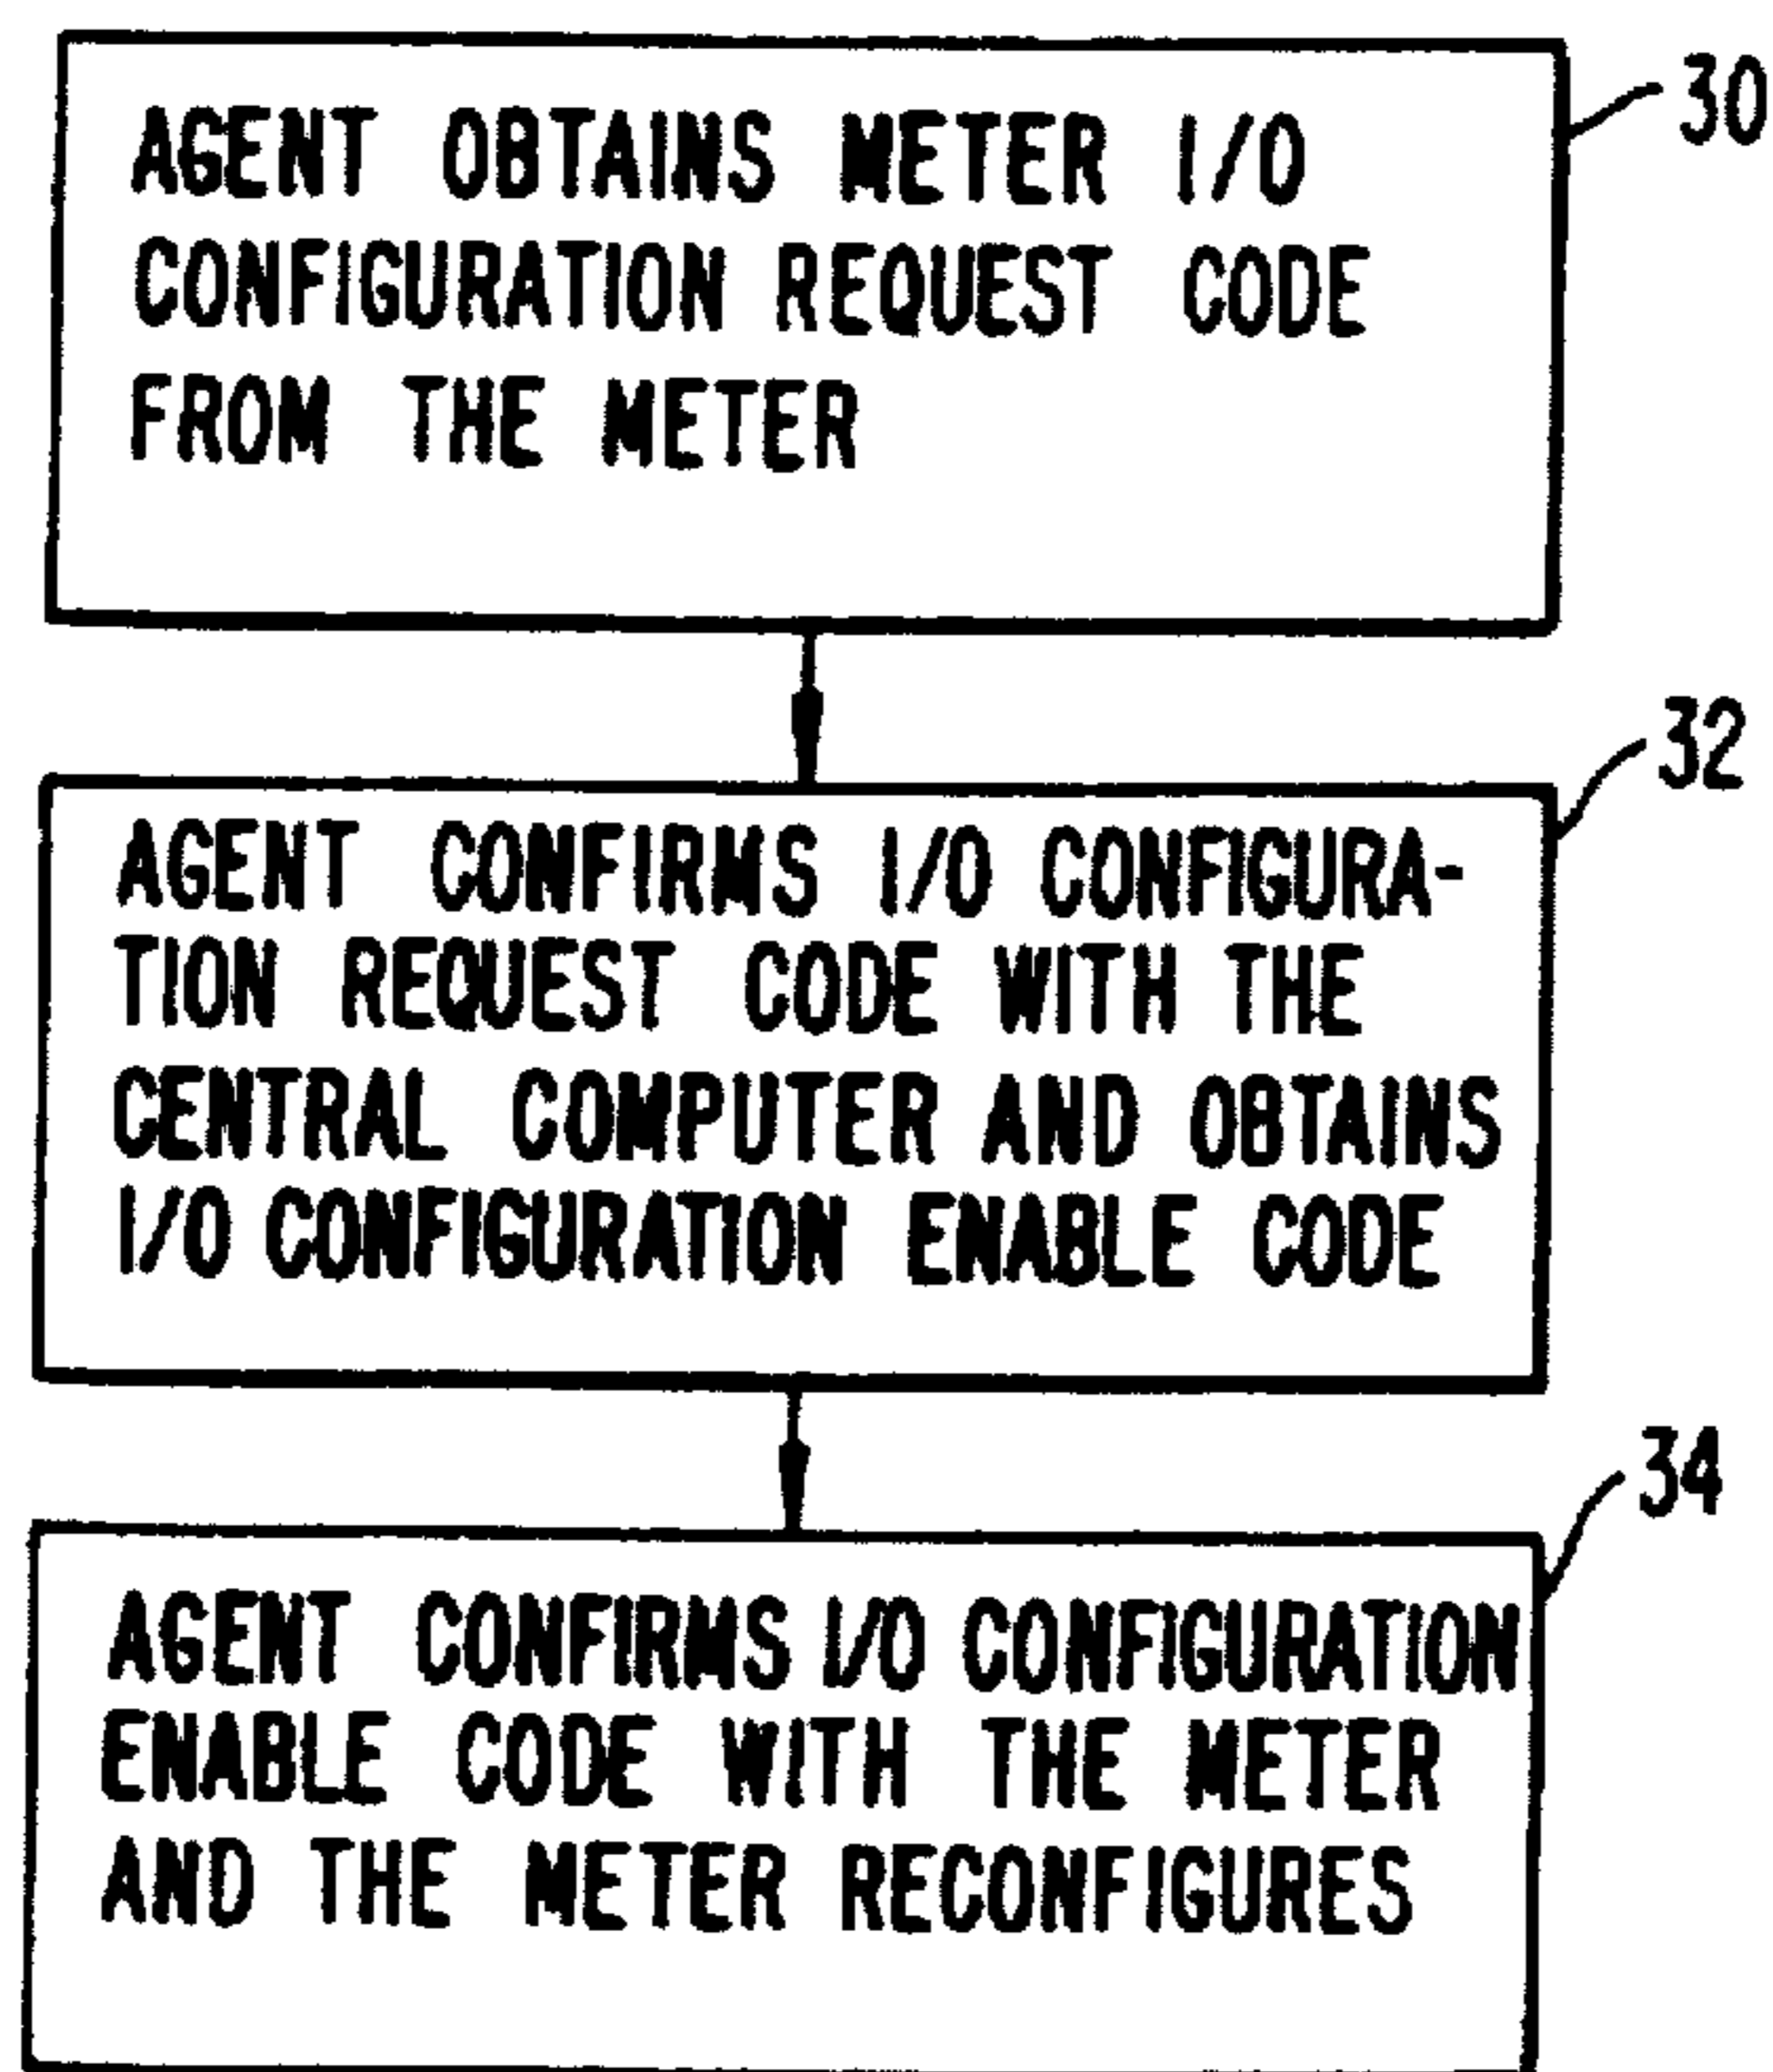 AGENT OBTAINS METER I/O
CONFIGURATION REQUEST CODE
FROM THE METER
30
AGENT CONFIRMS I/O CONFIGURA-
TION REQUEST CODE WITH THE
CENTRAL COMPUTER AND OBTAINS
I/O CONFIGURATION ENABLE CODE
32
AGENT CONFIRMS I/O CONFIGURATION
ENABLE CODE WITH THE METER
AND THE METER RECONFIGURES
34